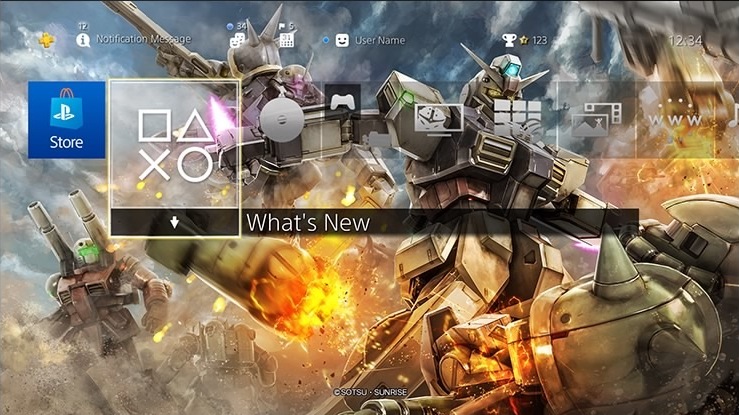 12
Notification Message
34
5
User Name
123
12:34
Store
www
What's New
©SOTSU・SUNRISE